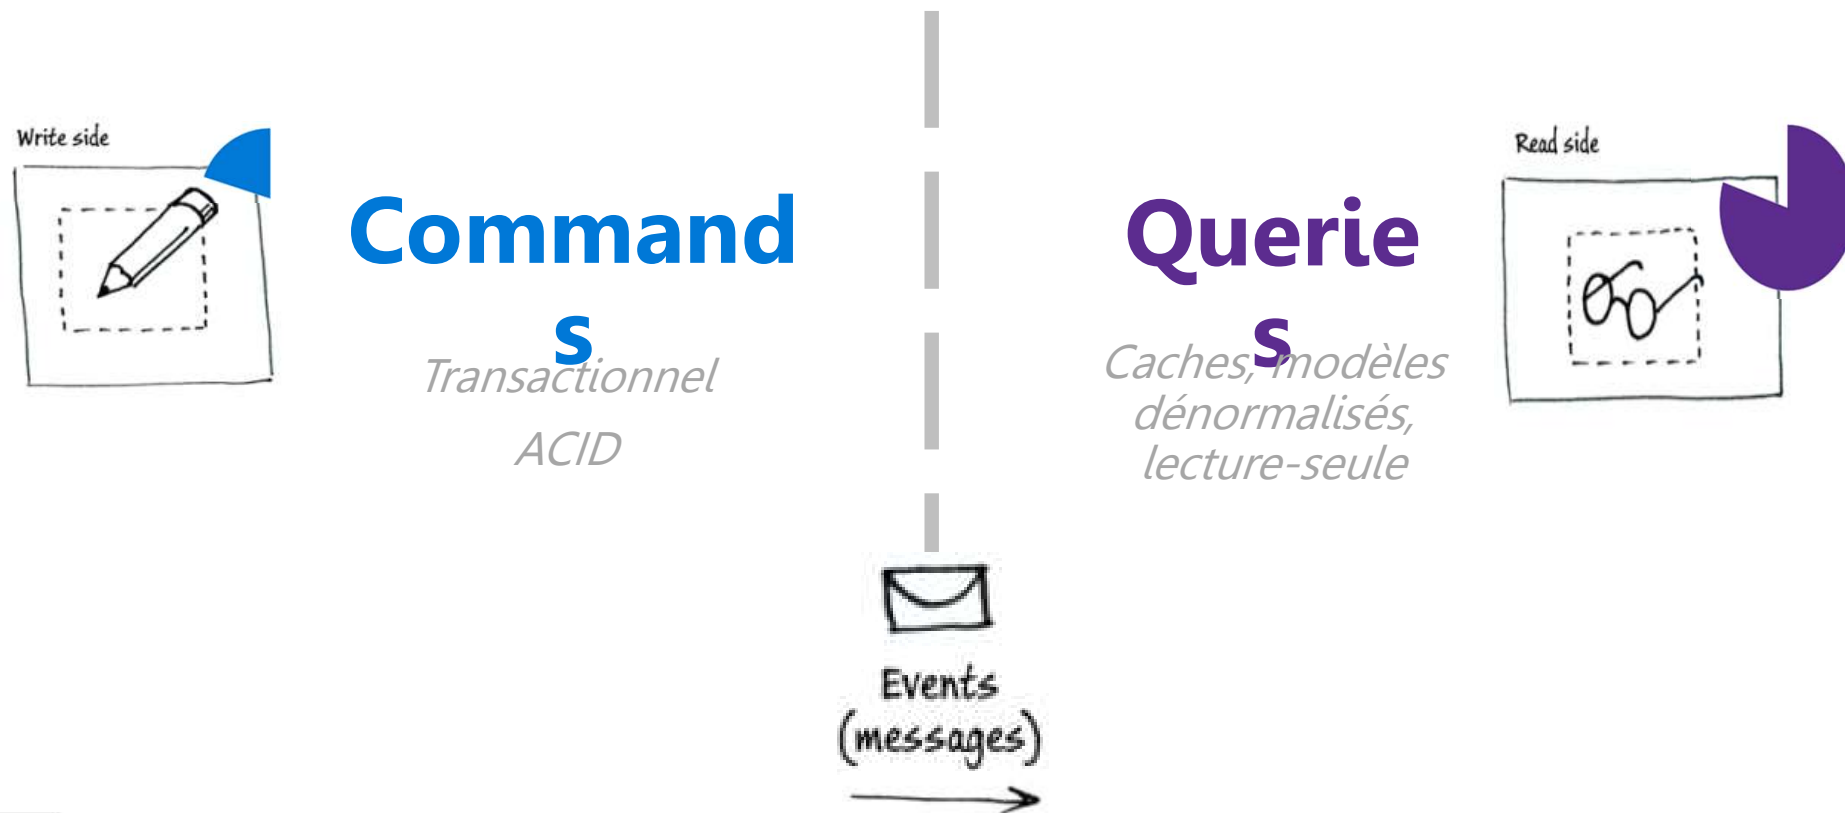 Write side
Command
s
Transactionnel
ACID
Read side
Querie
s
Caches, modèles
dénormalisés,
lecture-seule
Events
(messages)